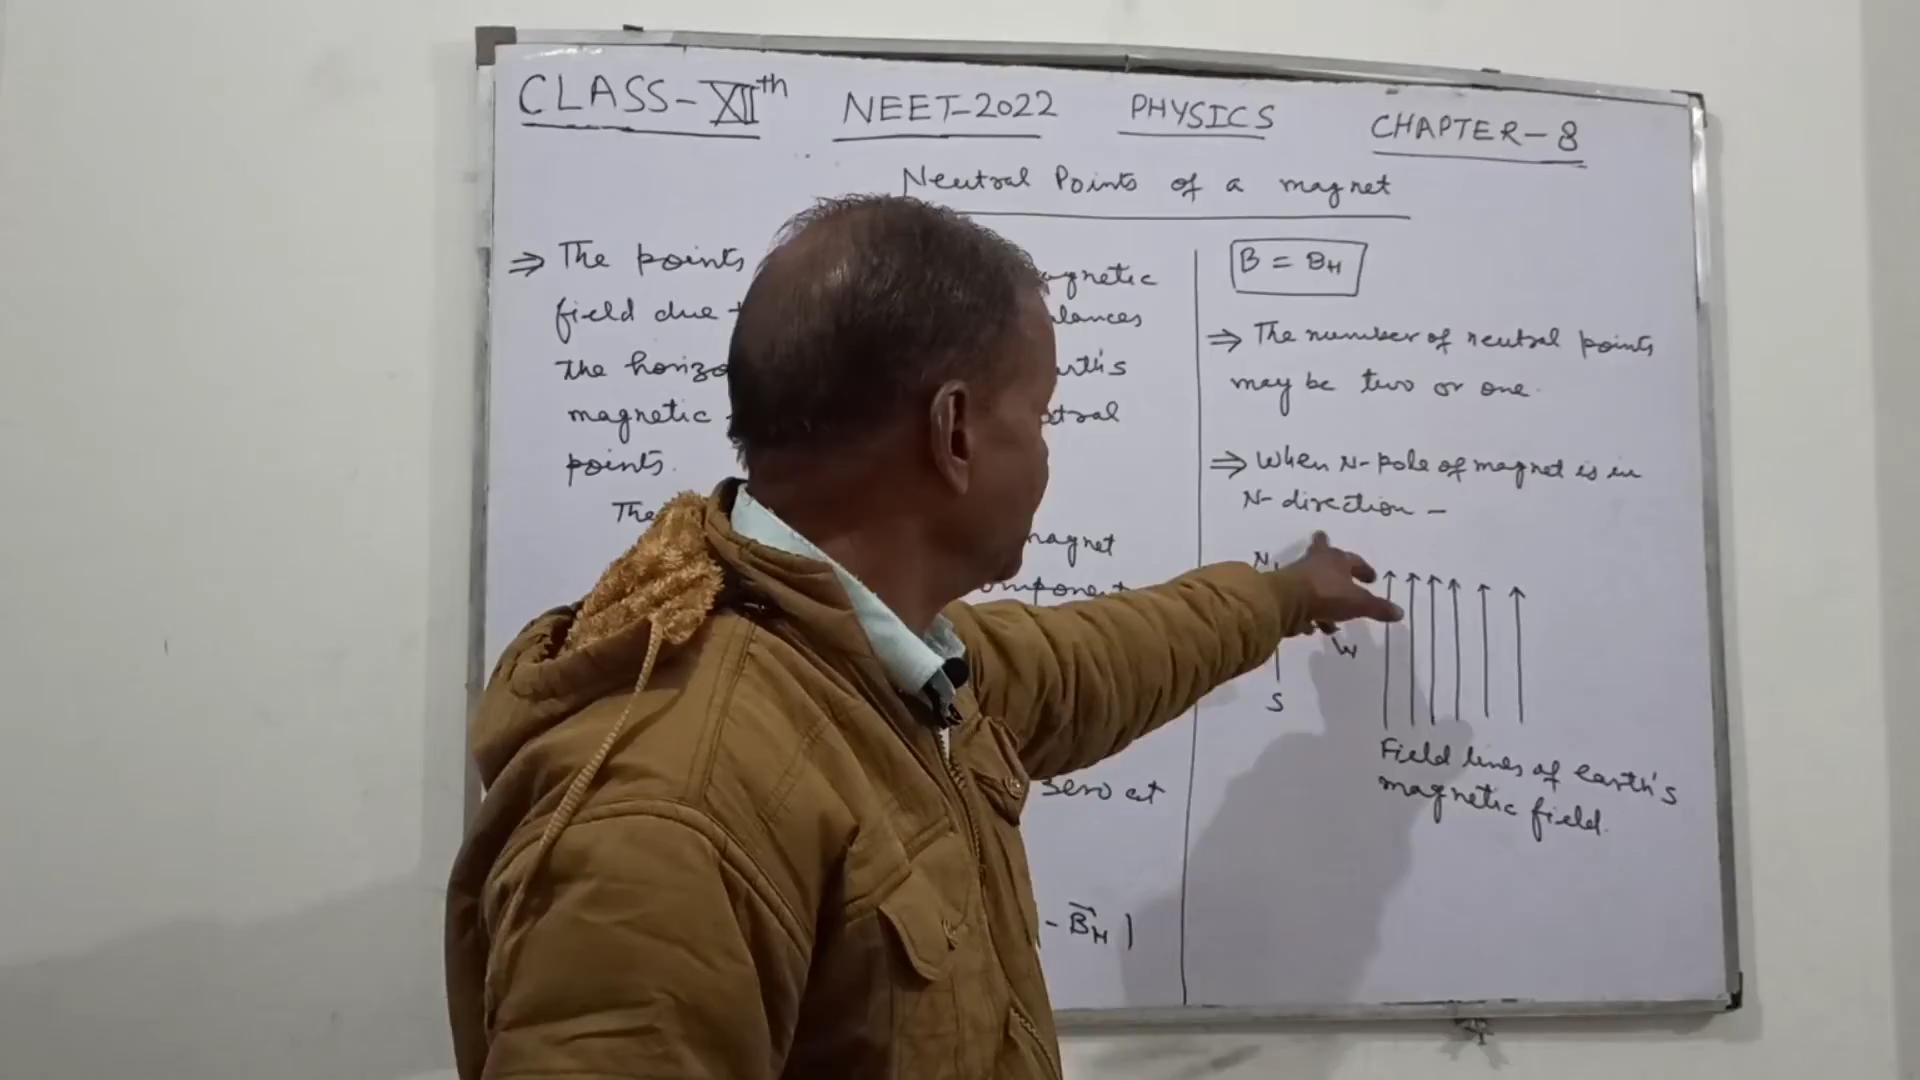 CLASS-XIIth NEET-2022 PHYSICS CHAPTER-8
Neutral Points of a magnet
⇒ The points
field due
the horizo
magnetic
points.
The
agnetic
lances
arth's
tral
magnet
omponent
zero at
- B⃗H |
B = BH
⇒ The number of neutral points
may be two or one.
⇒ When N-pole of magnet is in
N-direction -
N
W
S
Field lines of earth's
magnetic field.